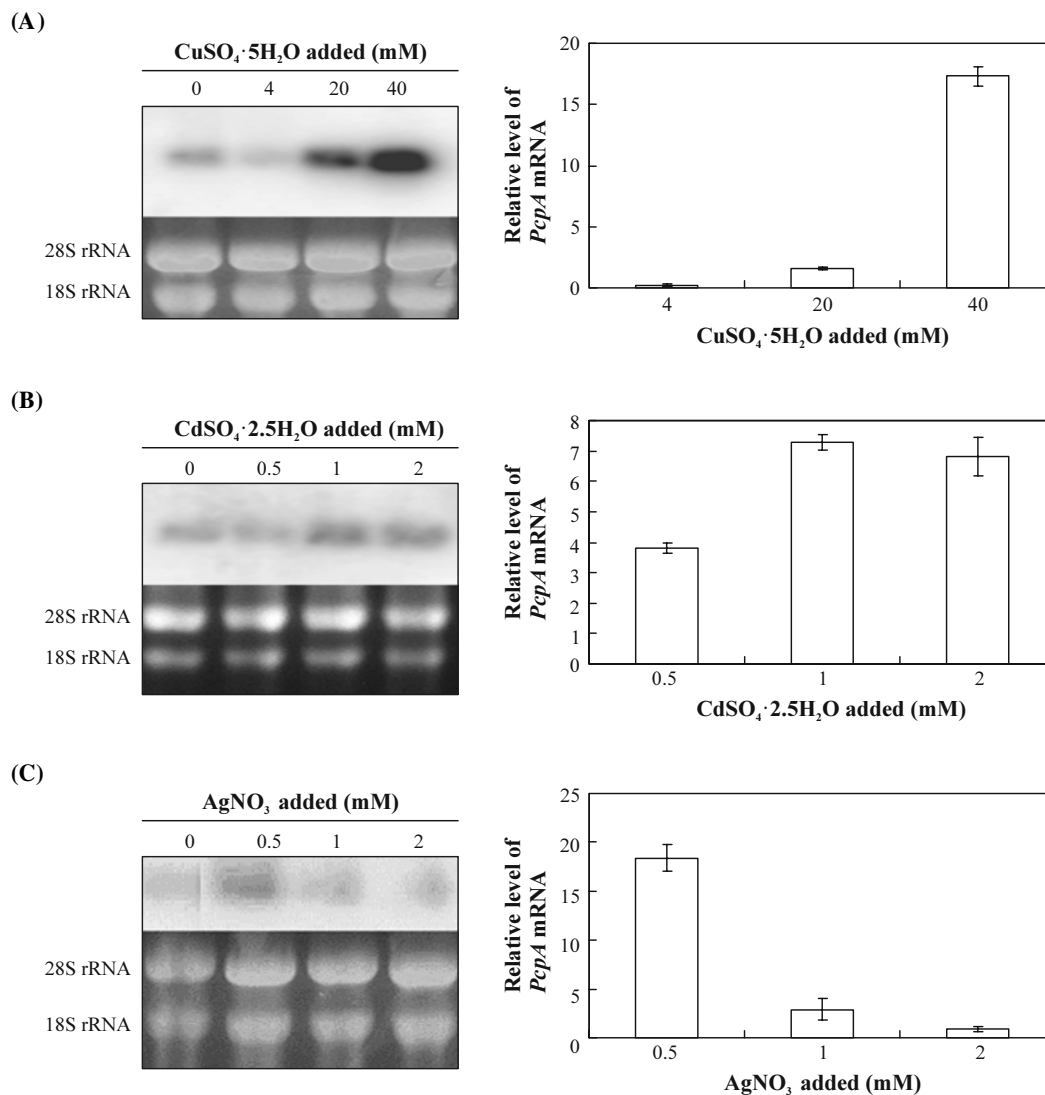 (A)
CuSO₄·5H₂O added (mM)
0 4 20 40
28S rRNA
18S rRNA
Relative level of
PcpA mRNA
20
15
10
5
0
4 20 40
CuSO₄·5H₂O added (mM)
(B)
CdSO₄·2.5H₂O added (mM)
0 0.5 1 2
28S rRNA
18S rRNA
Relative level of
PcpA mRNA
8
7
6
5
4
3
2
1
0
0.5 1 2
CdSO₄·2.5H₂O added (mM)
(C)
AgNO₃ added (mM)
0 0.5 1 2
28S rRNA
18S rRNA
Relative level of
PcpA mRNA
25
20
15
10
5
0
0.5 1 2
AgNO₃ added (mM)